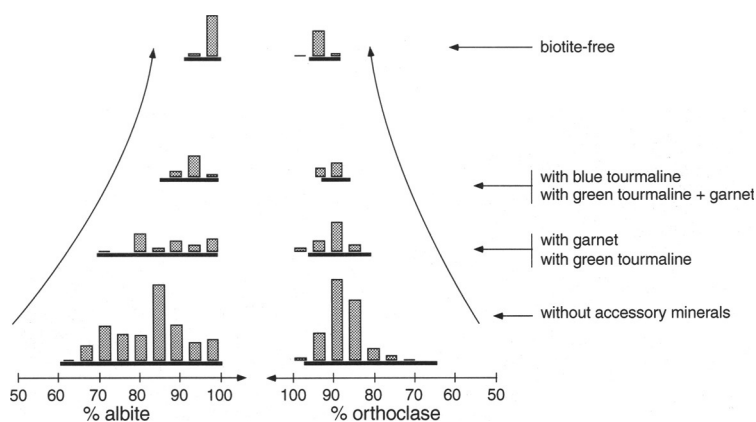 biotite-free
with blue tourmaline
with green tourmaline + garnet
with garnet
with green tourmaline
without accessory minerals
50 60 70 80 90 100 100 90 80 70 60 50
% albite % orthoclase